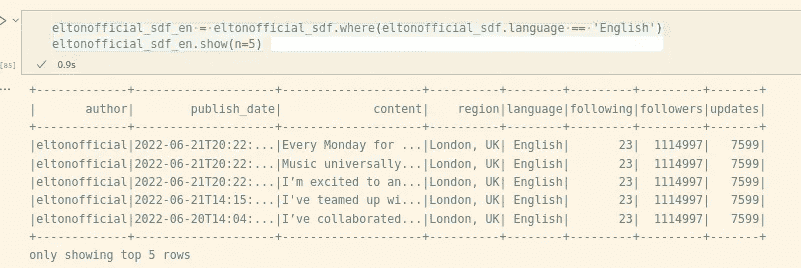 eltonofficial_sdf_en = eltonofficial_sdf.where(eltonofficial_sdf.language == 'English')
eltonofficial_sdf_en.show(n=5)
[as] ✓ 0.9s
... +-------------+--------------------+--------------------+----------+--------+---------+---------+-------+
|       author|        publish_date|             content|    region|language|following|followers|updates|
+-------------+--------------------+--------------------+----------+--------+---------+---------+-------+
|eltonofficial|2022-06-21T20:22:...|Every Monday for ...|London, UK| English|       23|  1114997|   7599|
|eltonofficial|2022-06-21T20:22:...|Music universally...|London, UK| English|       23|  1114997|   7599|
|eltonofficial|2022-06-21T20:22:...|I’m excited to an...|London, UK| English|       23|  1114997|   7599|
|eltonofficial|2022-06-21T14:15:...|I've teamed up wi...|London, UK| English|       23|  1114997|   7599|
|eltonofficial|2022-06-20T14:04:...|I’ve collaborated...|London, UK| English|       23|  1114997|   7599|
+-------------+--------------------+--------------------+----------+--------+---------+---------+-------+
only showing top 5 rows